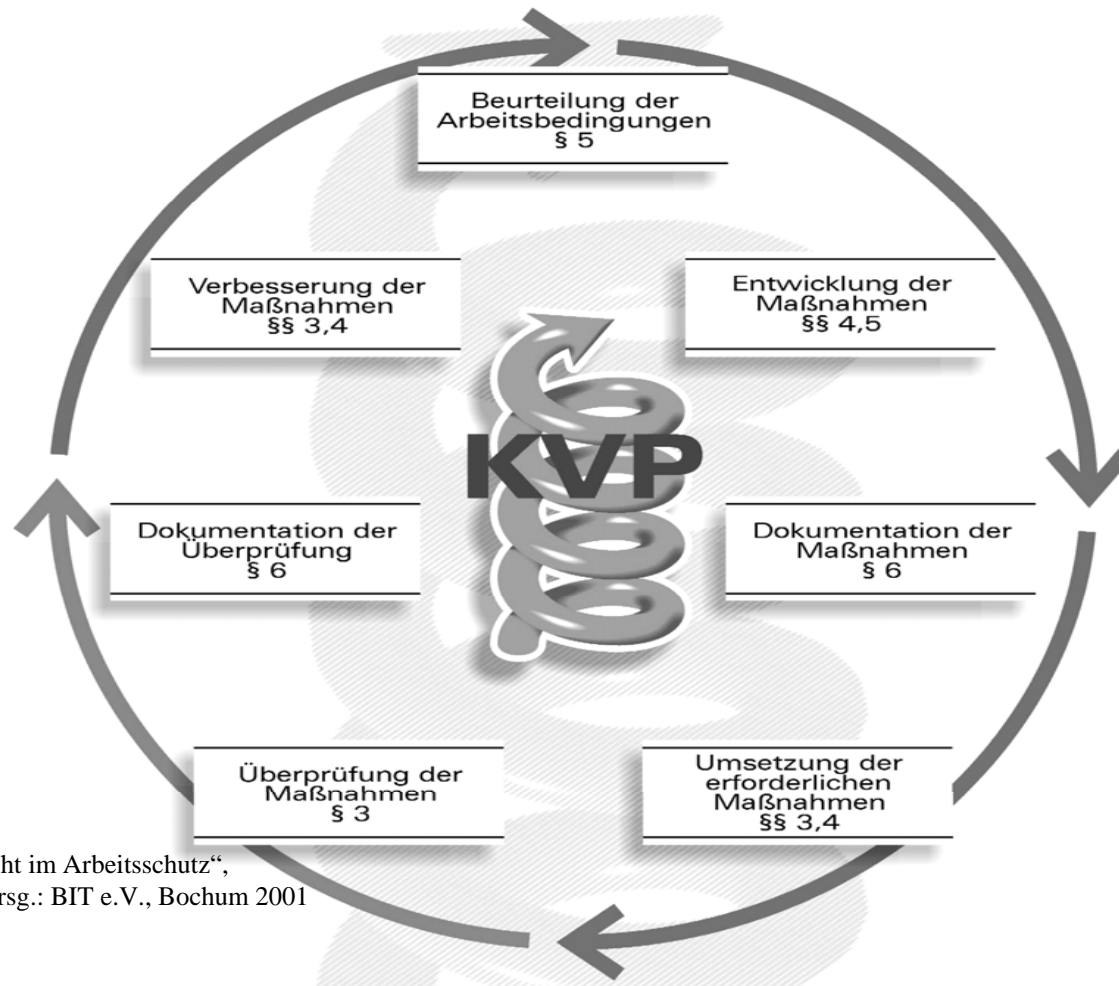 Beurteilung der
Arbeitsbedingungen
§ 5
Verbesserung der
Maßnahmen
§§ 3,4
Entwicklung der
Maßnahmen
§§ 4,5
KVP
Dokumentation der
Überprüfung
§ 6
Dokumentation der
Maßnahmen
§ 6
Überprüfung der
Maßnahmen
§ 3
Umsetzung der
erforderlichen
Maßnahmen
§§ 3,4
im Arbeitsschutz“,
BIT e.V., Bochum 2001